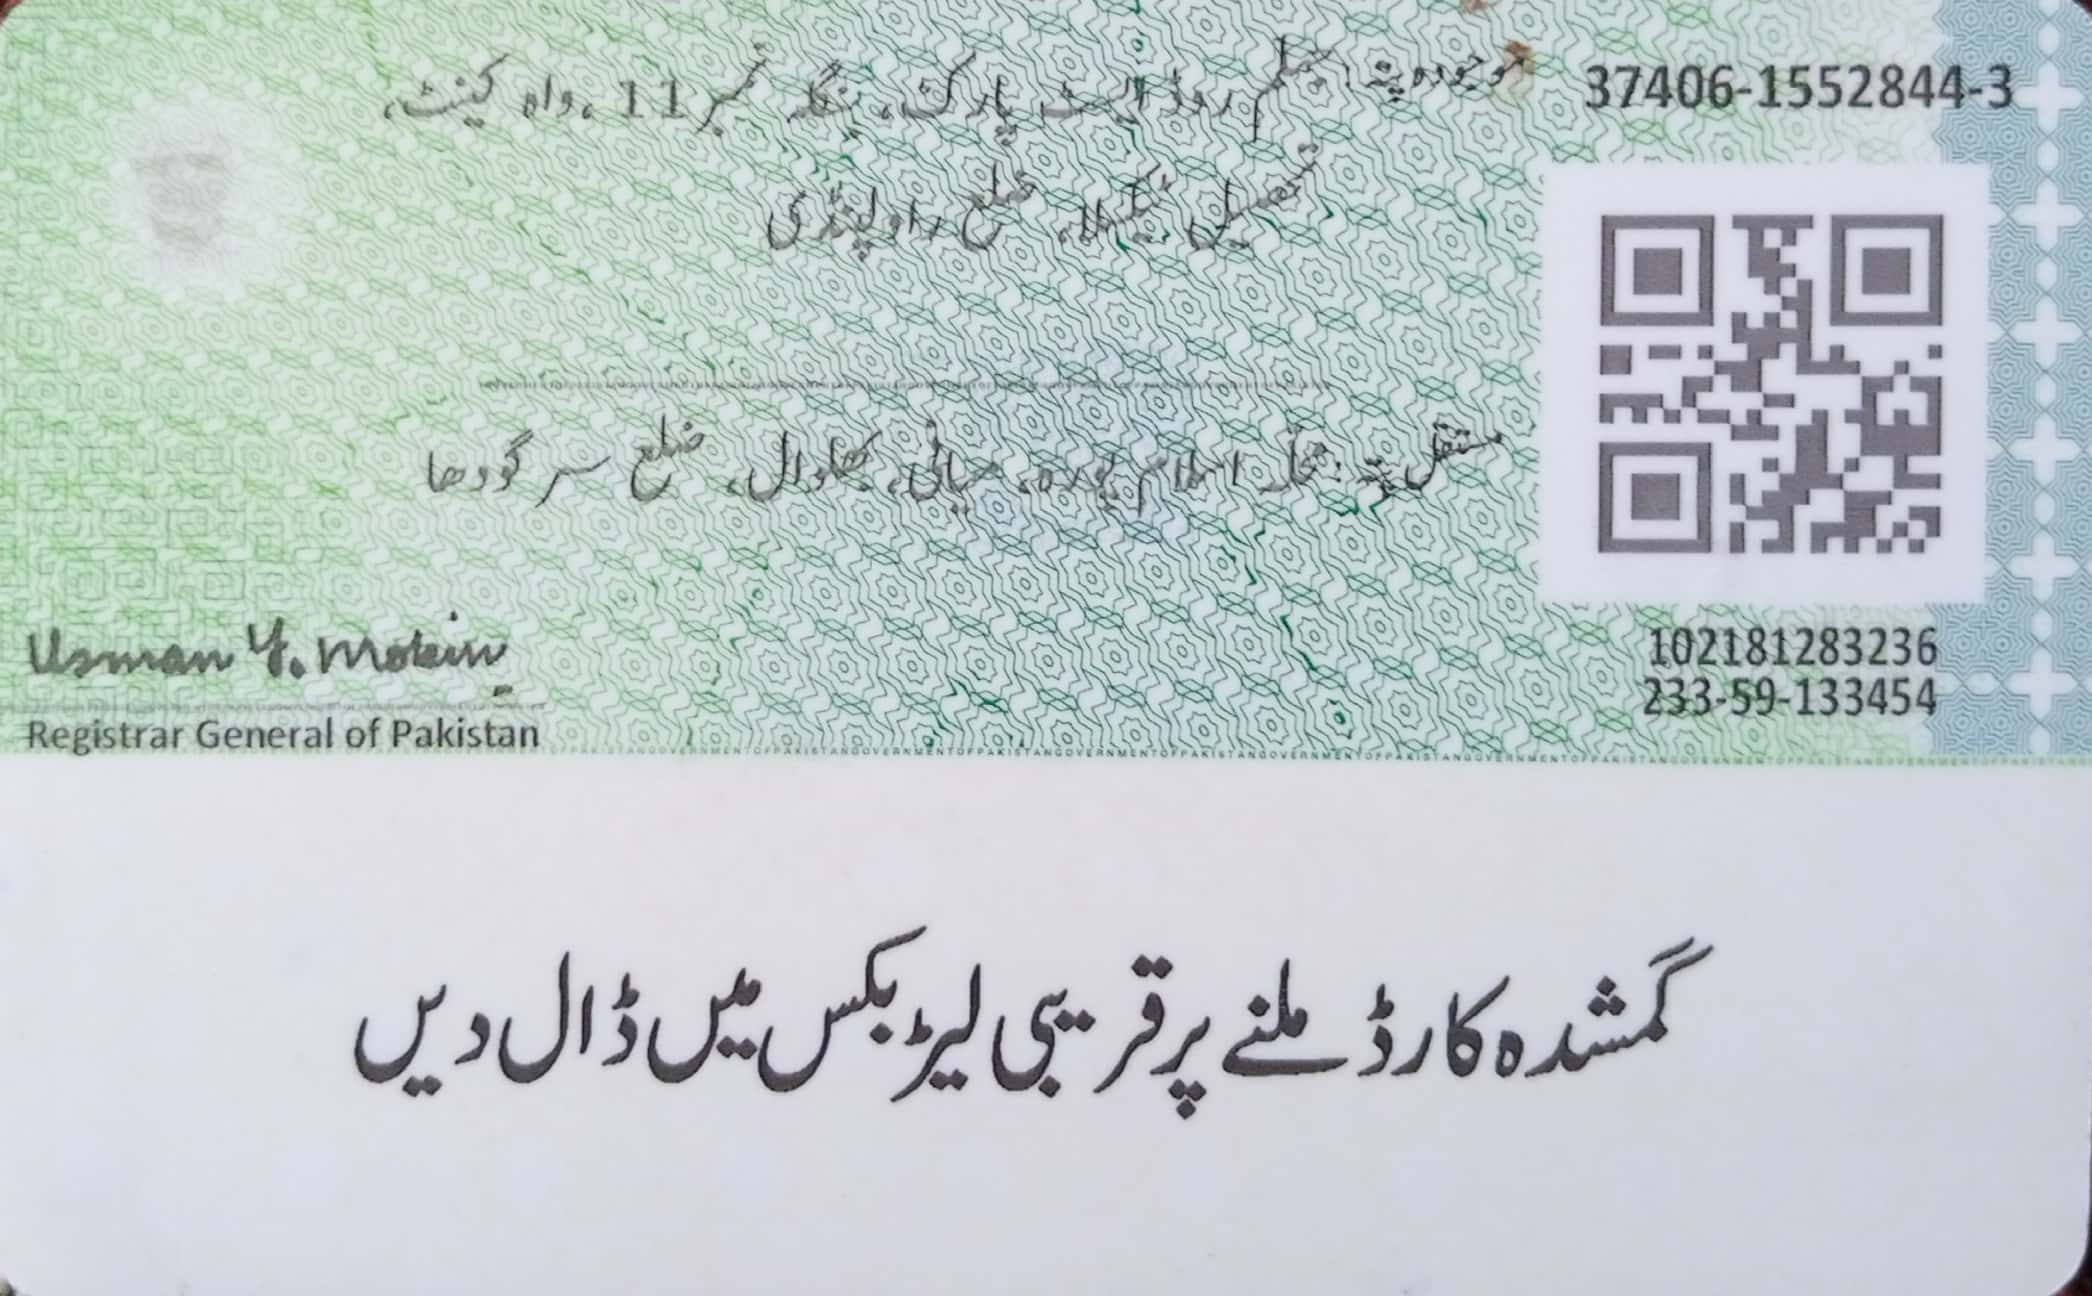 37406-1552844-3
موجودہ پتہ: جہلم روڈ ایسٹ پارک، بنگلہ نمبر 11، واہ کینٹ،
تحصیل ٹیکسلا، ضلع راولپنڈی
مستقل پتہ: محلہ اسلام پورہ، میانی، بھلوال، ضلع سرگودھا
102181283236
233-59-133454
Usman Y. Mobin
Registrar General of Pakistan
گمشدہ کارڈ ملنے پر قریبی لیٹر بکس میں ڈال دیں